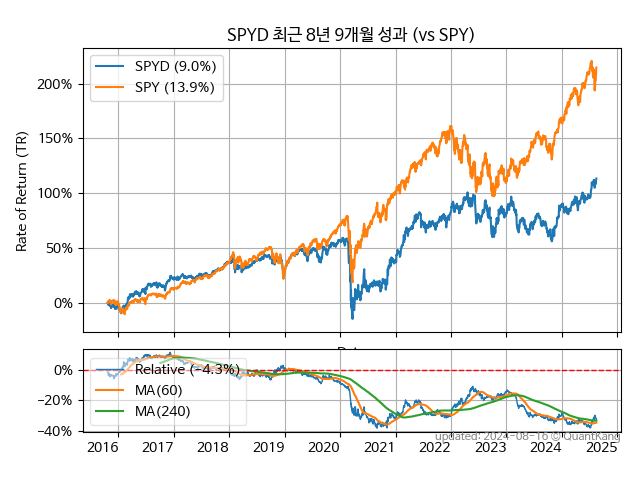 SPYD 최근 8년 9개월 성과 (vs SPY)
Rate of Return (TR)
200%
150%
100%
50%
0%
SPYD (9.0%)
SPY (13.9%)
0%
−20%
−40%
Relative (−4.3%)
MA(60)
MA(240)
updated: 2024-08-16 © QuantKang
2016 2017 2018 2019 2020 2021 2022 2023 2024 2025